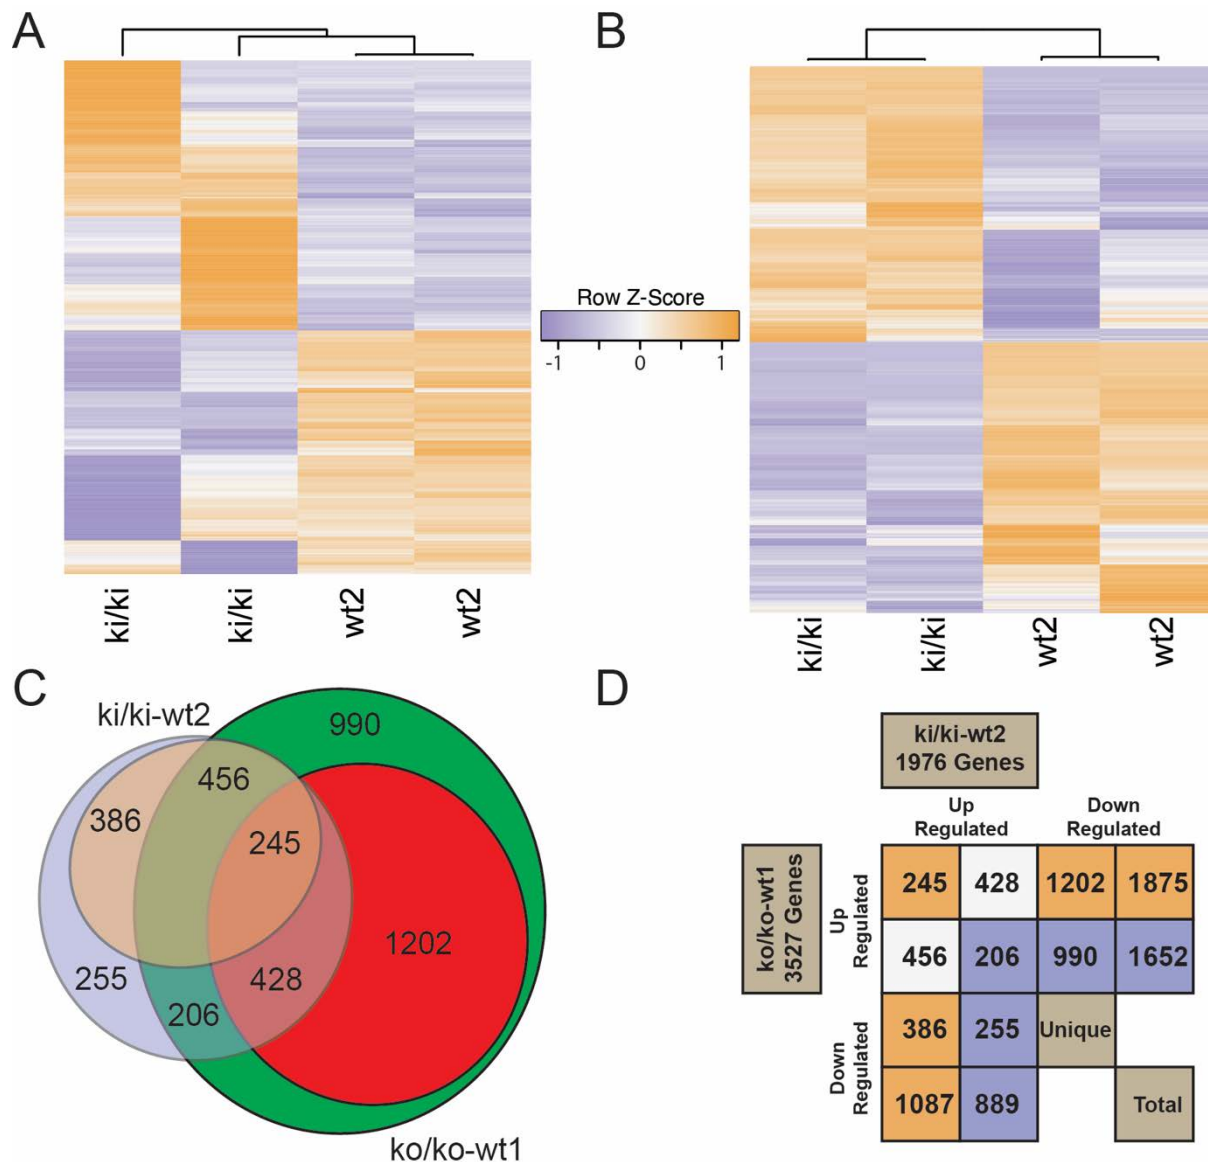 A
B
Row Z-Score
-1
0
1
ki/ki
ki/ki
wt2
wt2
ki/ki
ki/ki
wt2
wt2
C
ki/ki-wt2
990
456
386
245
1202
255
428
206
ko/ko-wt1
D
ki/ki-wt2
1976 Genes
Up
Regulated
Down
Regulated
ko/ko-wt1
3527 Genes
Up
Regulated
245 428 1202 1875
456 206 990 1652
Down
Regulated
386 255 Unique
1087 889 Total